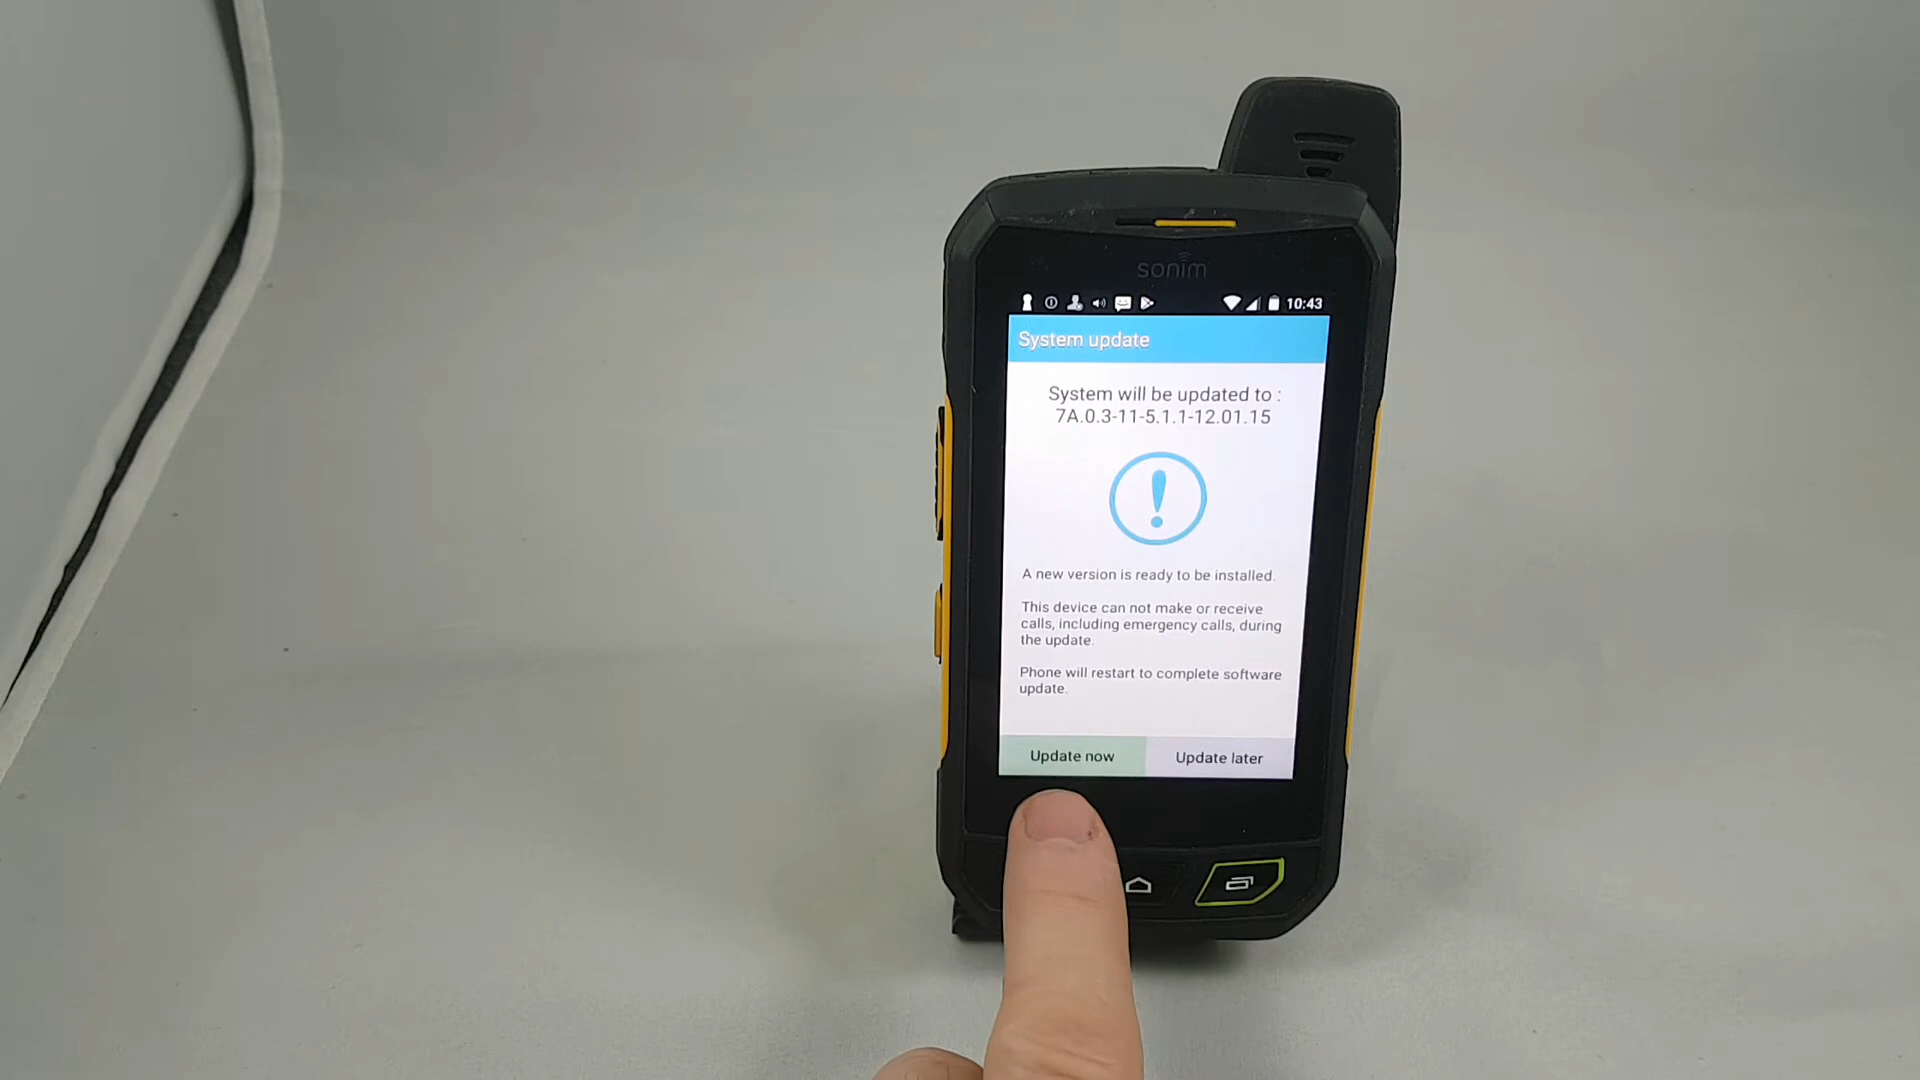 sonim
10:43
System update
System will be updated to :
7A.0.3-11-5.1.1-12.01.15
A new version is ready to be installed.
This device can not make or receive
calls, including emergency calls, during
the update.
Phone will restart to complete software
update.
Update now
Update later